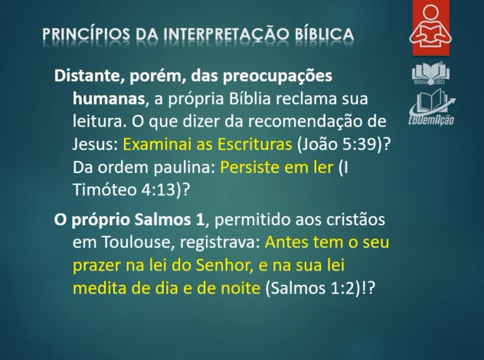 PRINCÍPIOS DA INTERPRETAÇÃO BÍBLICA
Distante, porém, das preocupações
humanas, a própria Bíblia reclama sua
leitura. O que dizer da recomendação de
Jesus: Examinai as Escrituras (João 5:39)?
Da ordem paulina: Persiste em ler (I
Timóteo 4:13)?
O próprio Salmos 1, permitido aos cristãos
em Toulouse, registrava: Antes tem o seu
prazer na lei do Senhor, e na sua lei
medita de dia e de noite (Salmos 1:2)!?
EBDemAção